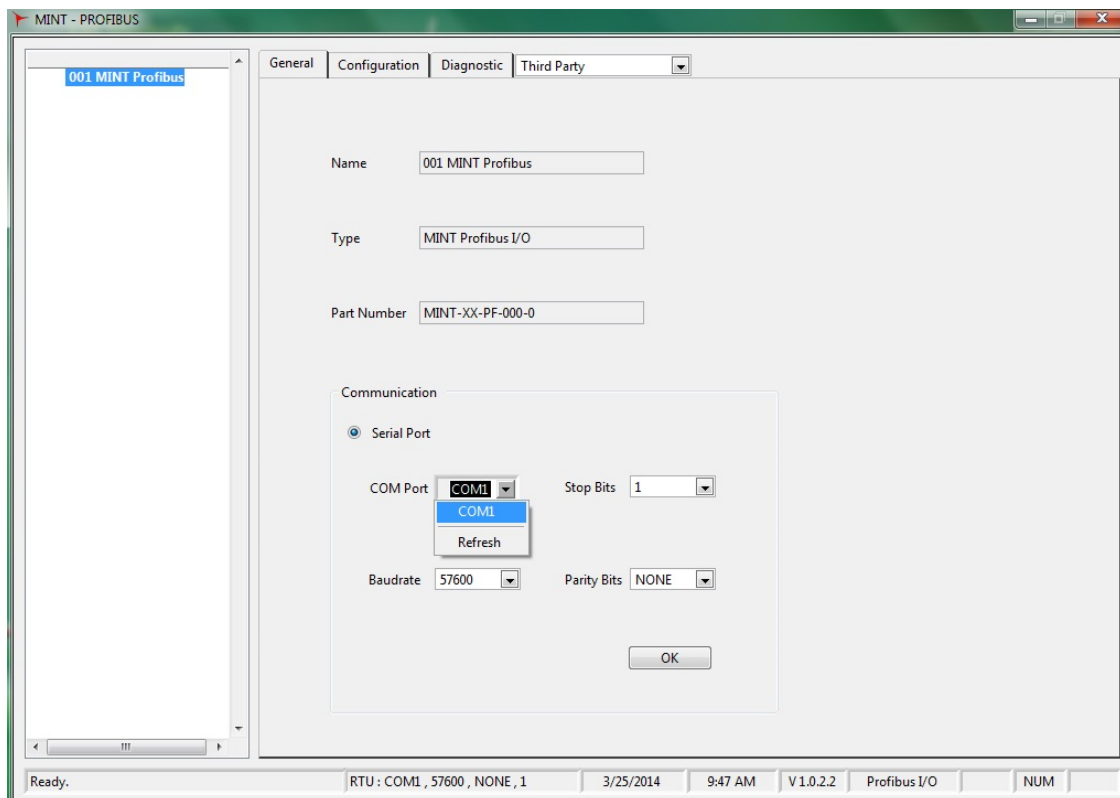 MINT - PROFIBUS
General Configuration Diagnostic Third Party
001 MINT Profibus
Name 001 MINT Profibus
Type MINT Profibus I/O
Part Number MINT-XX-PF-000-0
Communication
Serial Port
COM Port COM1 Stop Bits 1
COM1
Refresh
Baudrate 57600 Parity Bits NONE
OK
Ready. RTU : COM1 , 57600 , NONE , 1 3/25/2014 9:47 AM V 1.0.2.2 Profibus I/O NUM